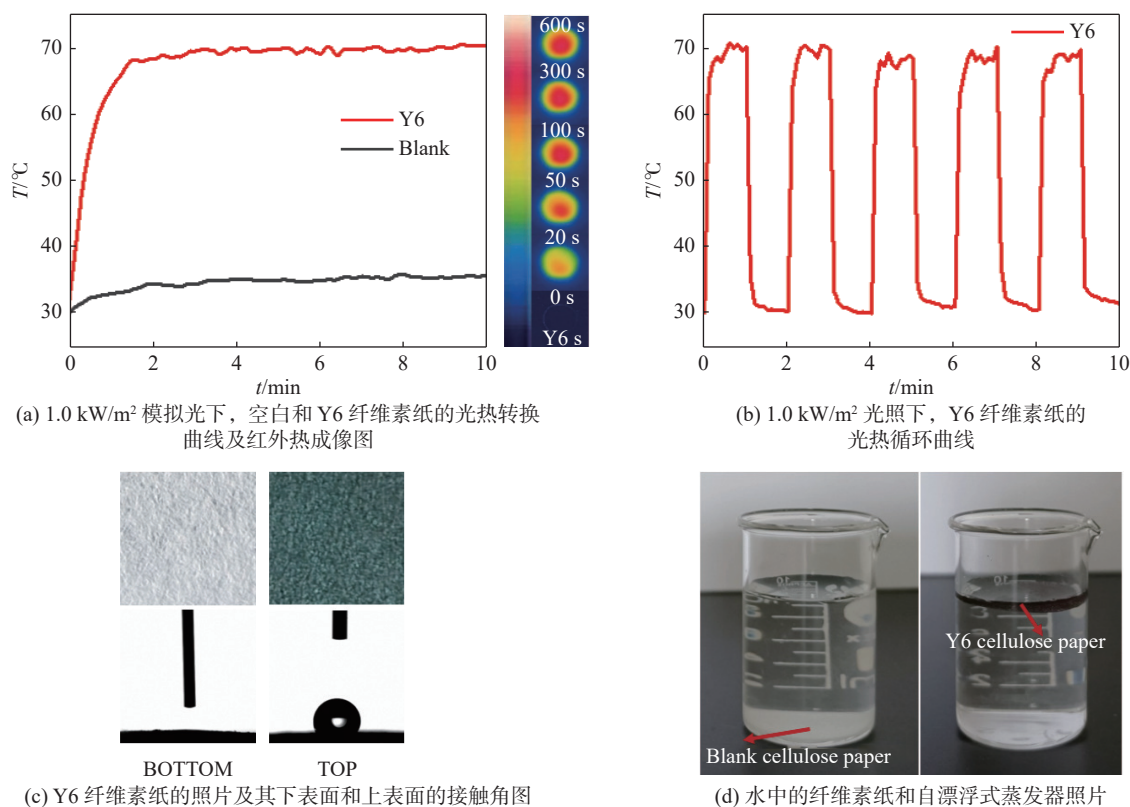 70
60
50
40
30
T/℃
Y6
Blank
0
2
4
6
8
10
t/min
600 s
300 s
100 s
50 s
20 s
0 s
Y6 s
(a) 1.0 kW/m² 模拟光下，空白和 Y6 纤维素纸的光热转换
曲线及红外热成像图
70
60
50
40
30
T/℃
Y6
0
2
4
6
8
10
t/min
(b) 1.0 kW/m² 光照下，Y6 纤维素纸的
光热循环曲线
BOTTOM
TOP
(c) Y6 纤维素纸的照片及其下表面和上表面的接触角图
Blank cellulose paper
Y6 cellulose paper
(d) 水中的纤维素纸和自漂浮式蒸发器照片